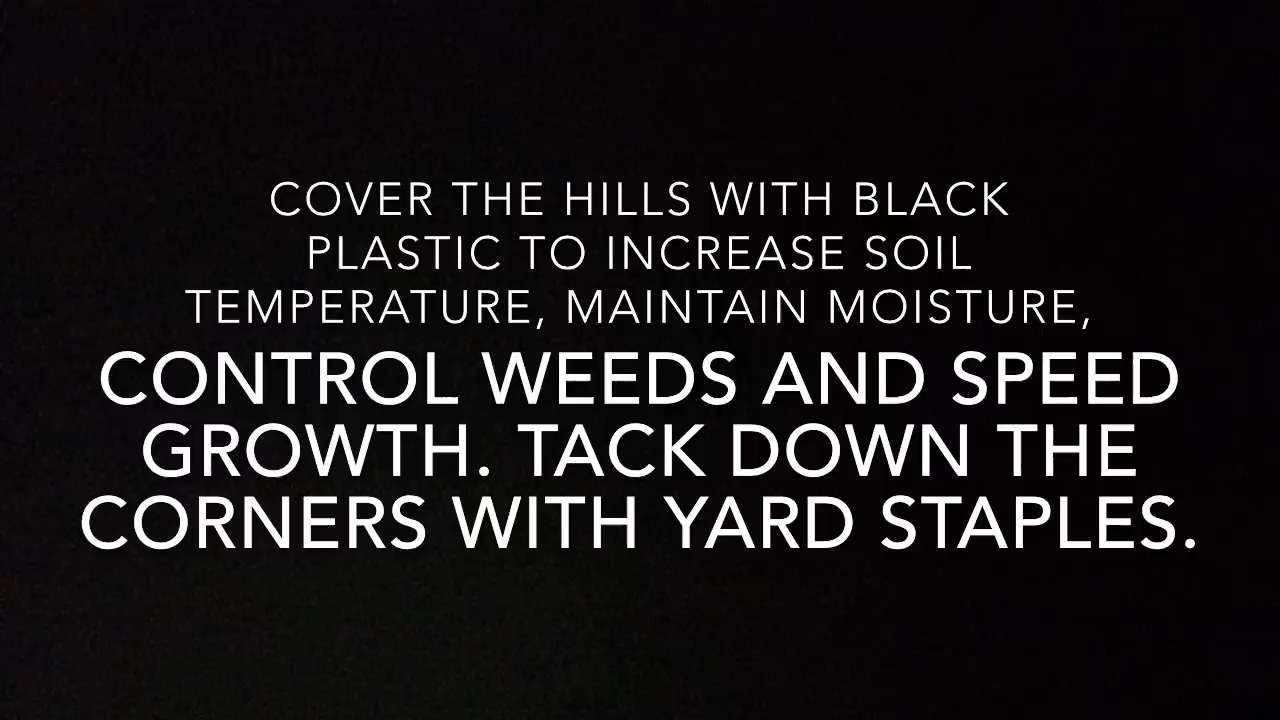 COVER THE HILLS WITH BLACK
PLASTIC TO INCREASE SOIL
TEMPERATURE, MAINTAIN MOISTURE,
CONTROL WEEDS AND SPEED
GROWTH. TACK DOWN THE
CORNERS WITH YARD STAPLES.